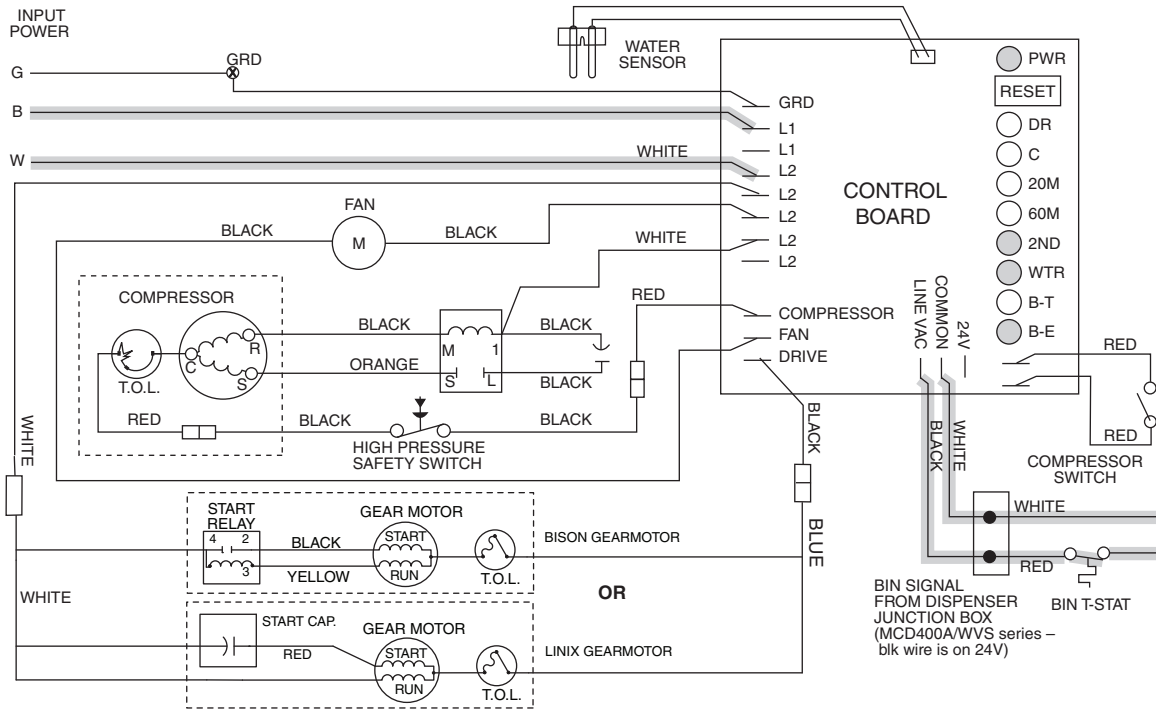 INPUT
POWER
G
GRD
B
W
WHITE
WATER
SENSOR
GRD
L1
L1
L2
L2
L2
L2
L2
CONTROL
BOARD
PWR
RESET
DR
C
20M
60M
2ND
WTR
B-T
B-E
FAN
M
BLACK
BLACK
WHITE
COMPRESSOR
T.O.L.
C
R
S
BLACK
ORANGE
M
1
S
L
BLACK
BLACK
RED
COMPRESSOR
FAN
DRIVE
LINE VAC
COMMON
24V
RED
RED
COMPRESSOR
SWITCH
RED
BLACK
HIGH PRESSURE
SAFETY SWITCH
BLACK
WHITE
BLACK
BLUE
BLACK
WHITE
WHITE
RED
BIN T-STAT
BIN SIGNAL
FROM DISPENSER
JUNCTION BOX
(MCD400A/WVS series –
blk wire is on 24V)
START
RELAY
4
2
3
BLACK
YELLOW
GEAR MOTOR
START
RUN
T.O.L.
BISON GEARMOTOR
OR
WHITE
START CAP.
RED
GEAR MOTOR
START
RUN
T.O.L.
LINIX GEARMOTOR